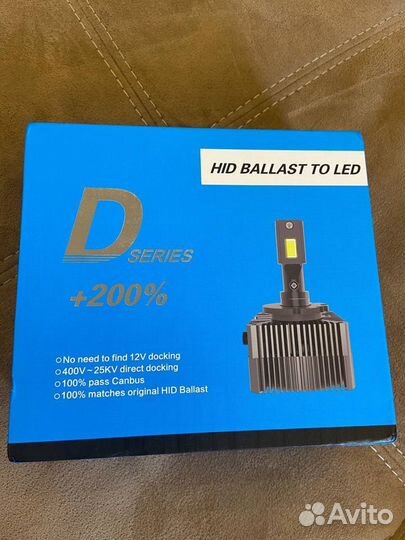 HID BALLAST TO LED
D SERIES
+200%
No need to find 12V docking
400V~25KV direct docking
100% pass Canbus
100% matches original HID Ballast
Avito